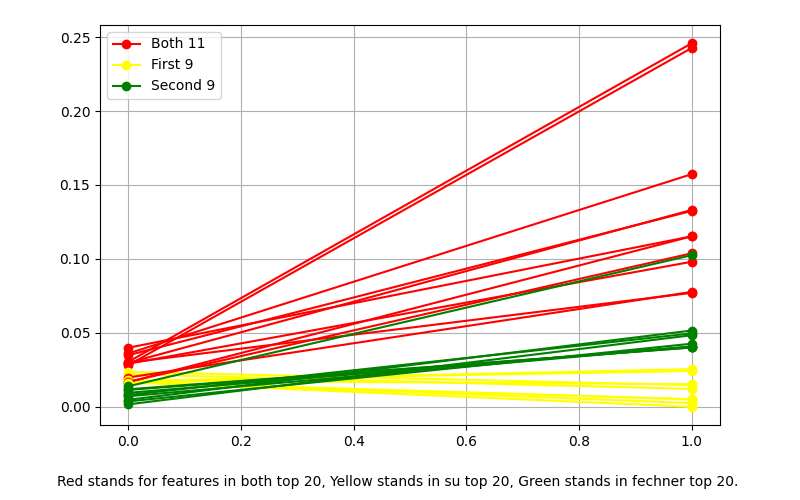 0.25
0.20
0.15
0.10
0.05
0.00
Both 11
First 9
Second 9
0.0 0.2 0.4 0.6 0.8 1.0
Red stands for features in both top 20, Yellow stands in su top 20, Green stands in fechner top 20.